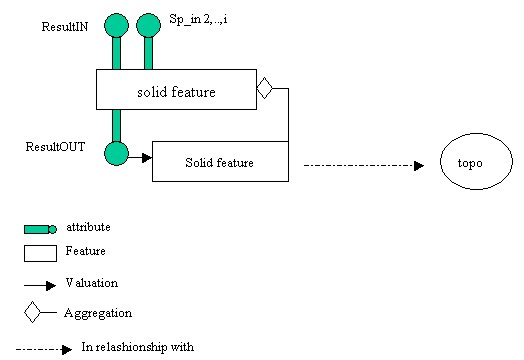 ResultIN
Sp_in 2,..,i
solid feature
ResultOUT
Solid feature
topo
attribute
Feature
Valuation
Aggregation
In relashionship with